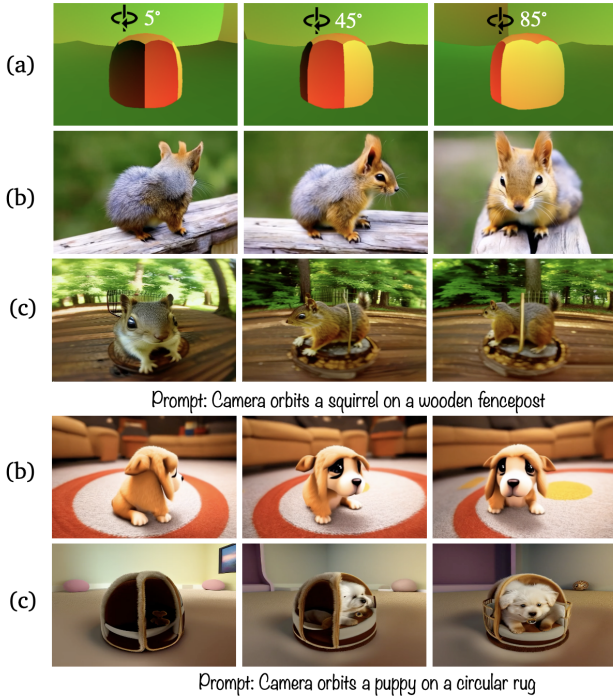 5° 45° 85°
(a)
(b)
(c)
Prompt: Camera orbits a squirrel on a wooden fencepost
(b)
(c)
Prompt: Camera orbits a puppy on a circular rug